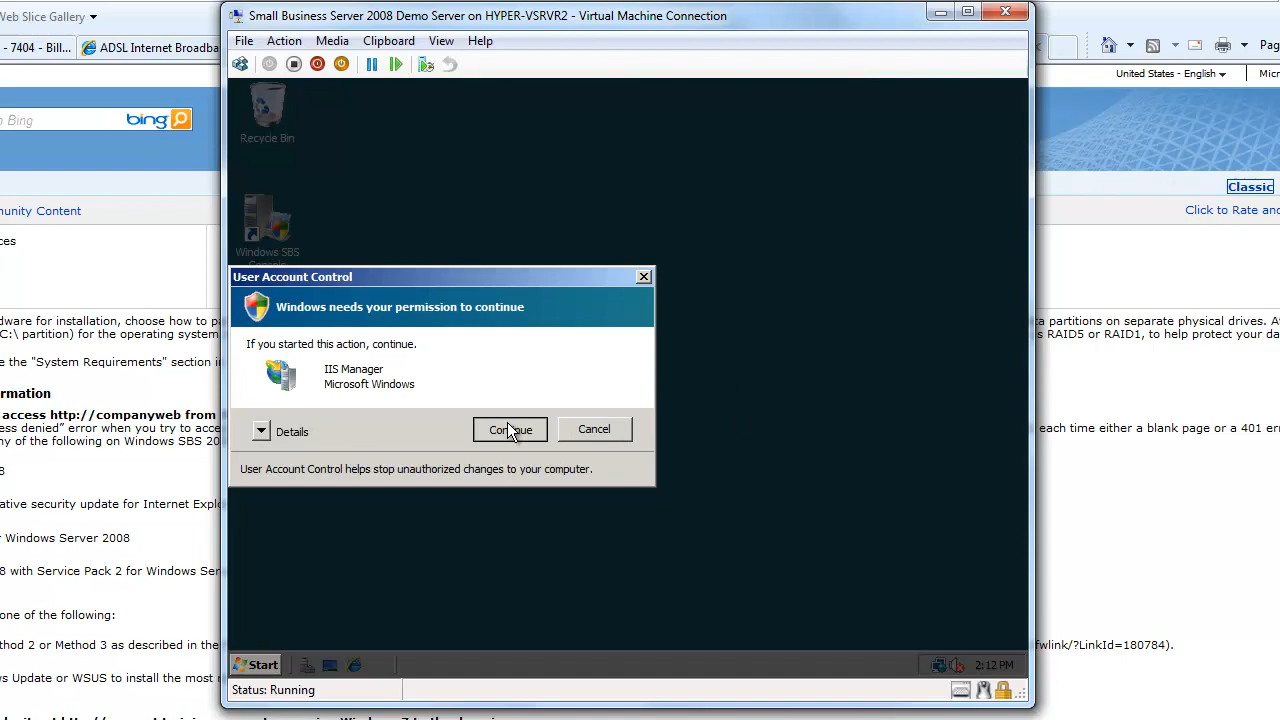 Small Business Server 2008 Demo Server on HYPER-VSRVR2 - Virtual Machine Connection
Web Slice Gallery
- 7404 - Bill...
ADSL Internet Broadba
Pag
File Action Media Clipboard View Help
United States - English
Micr
Bing
bing
Recycle Bin
Classic
munity Content
Click to Rate and
Windows SBS
User Account Control
Windows needs your permission to continue
If you started this action, continue.
IIS Manager
Microsoft Windows
Details
Continue
Cancel
User Account Control helps stop unauthorized changes to your computer.
dware for installation, choose how to pa
ta partitions on separate physical drives. A
C:\ partition) for the operating system
s RAID5 or RAID1, to help protect your da
e the "System Requirements" section i
rmation
access http://companyweb from
ess denied" error when you try to acce
each time either a blank page or a 401 er
ny of the following on Windows SBS 20
8
ative security update for Internet Explo
r Windows Server 2008
8 with Service Pack 2 for Windows Ser
one of the following:
thod 2 or Method 3 as described in the
fwlink/?LinkId=180784).
ws Update or WSUS to install the most
Start
2:12 PM
Status: Running